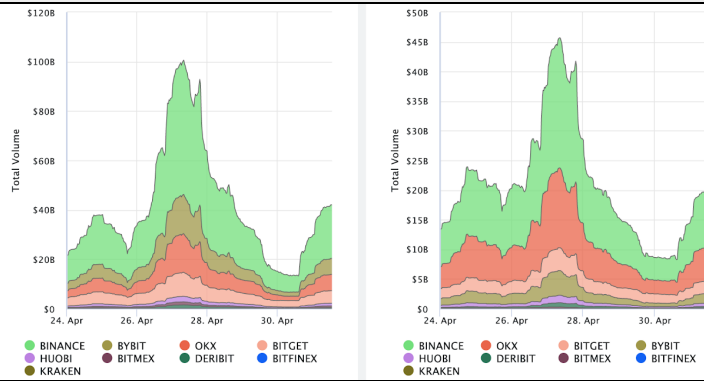 $120B
$100B
$80B
$60B
$40B
$20B
$0
Total Volume
24. Apr 26. Apr 28. Apr 30. Apr
BINANCE BYBIT OKX BITGET
HUOBI BITMEX DERIBIT BITFINEX
KRAKEN
$50B
$45B
$40B
$35B
$30B
$25B
$20B
$15B
$10B
$5B
$0
Total Volume
24. Apr 26. Apr 28. Apr 30. Apr
BINANCE OKX BITGET BYBIT
HUOBI DERIBIT BITMEX BITFINEX
KRAKEN